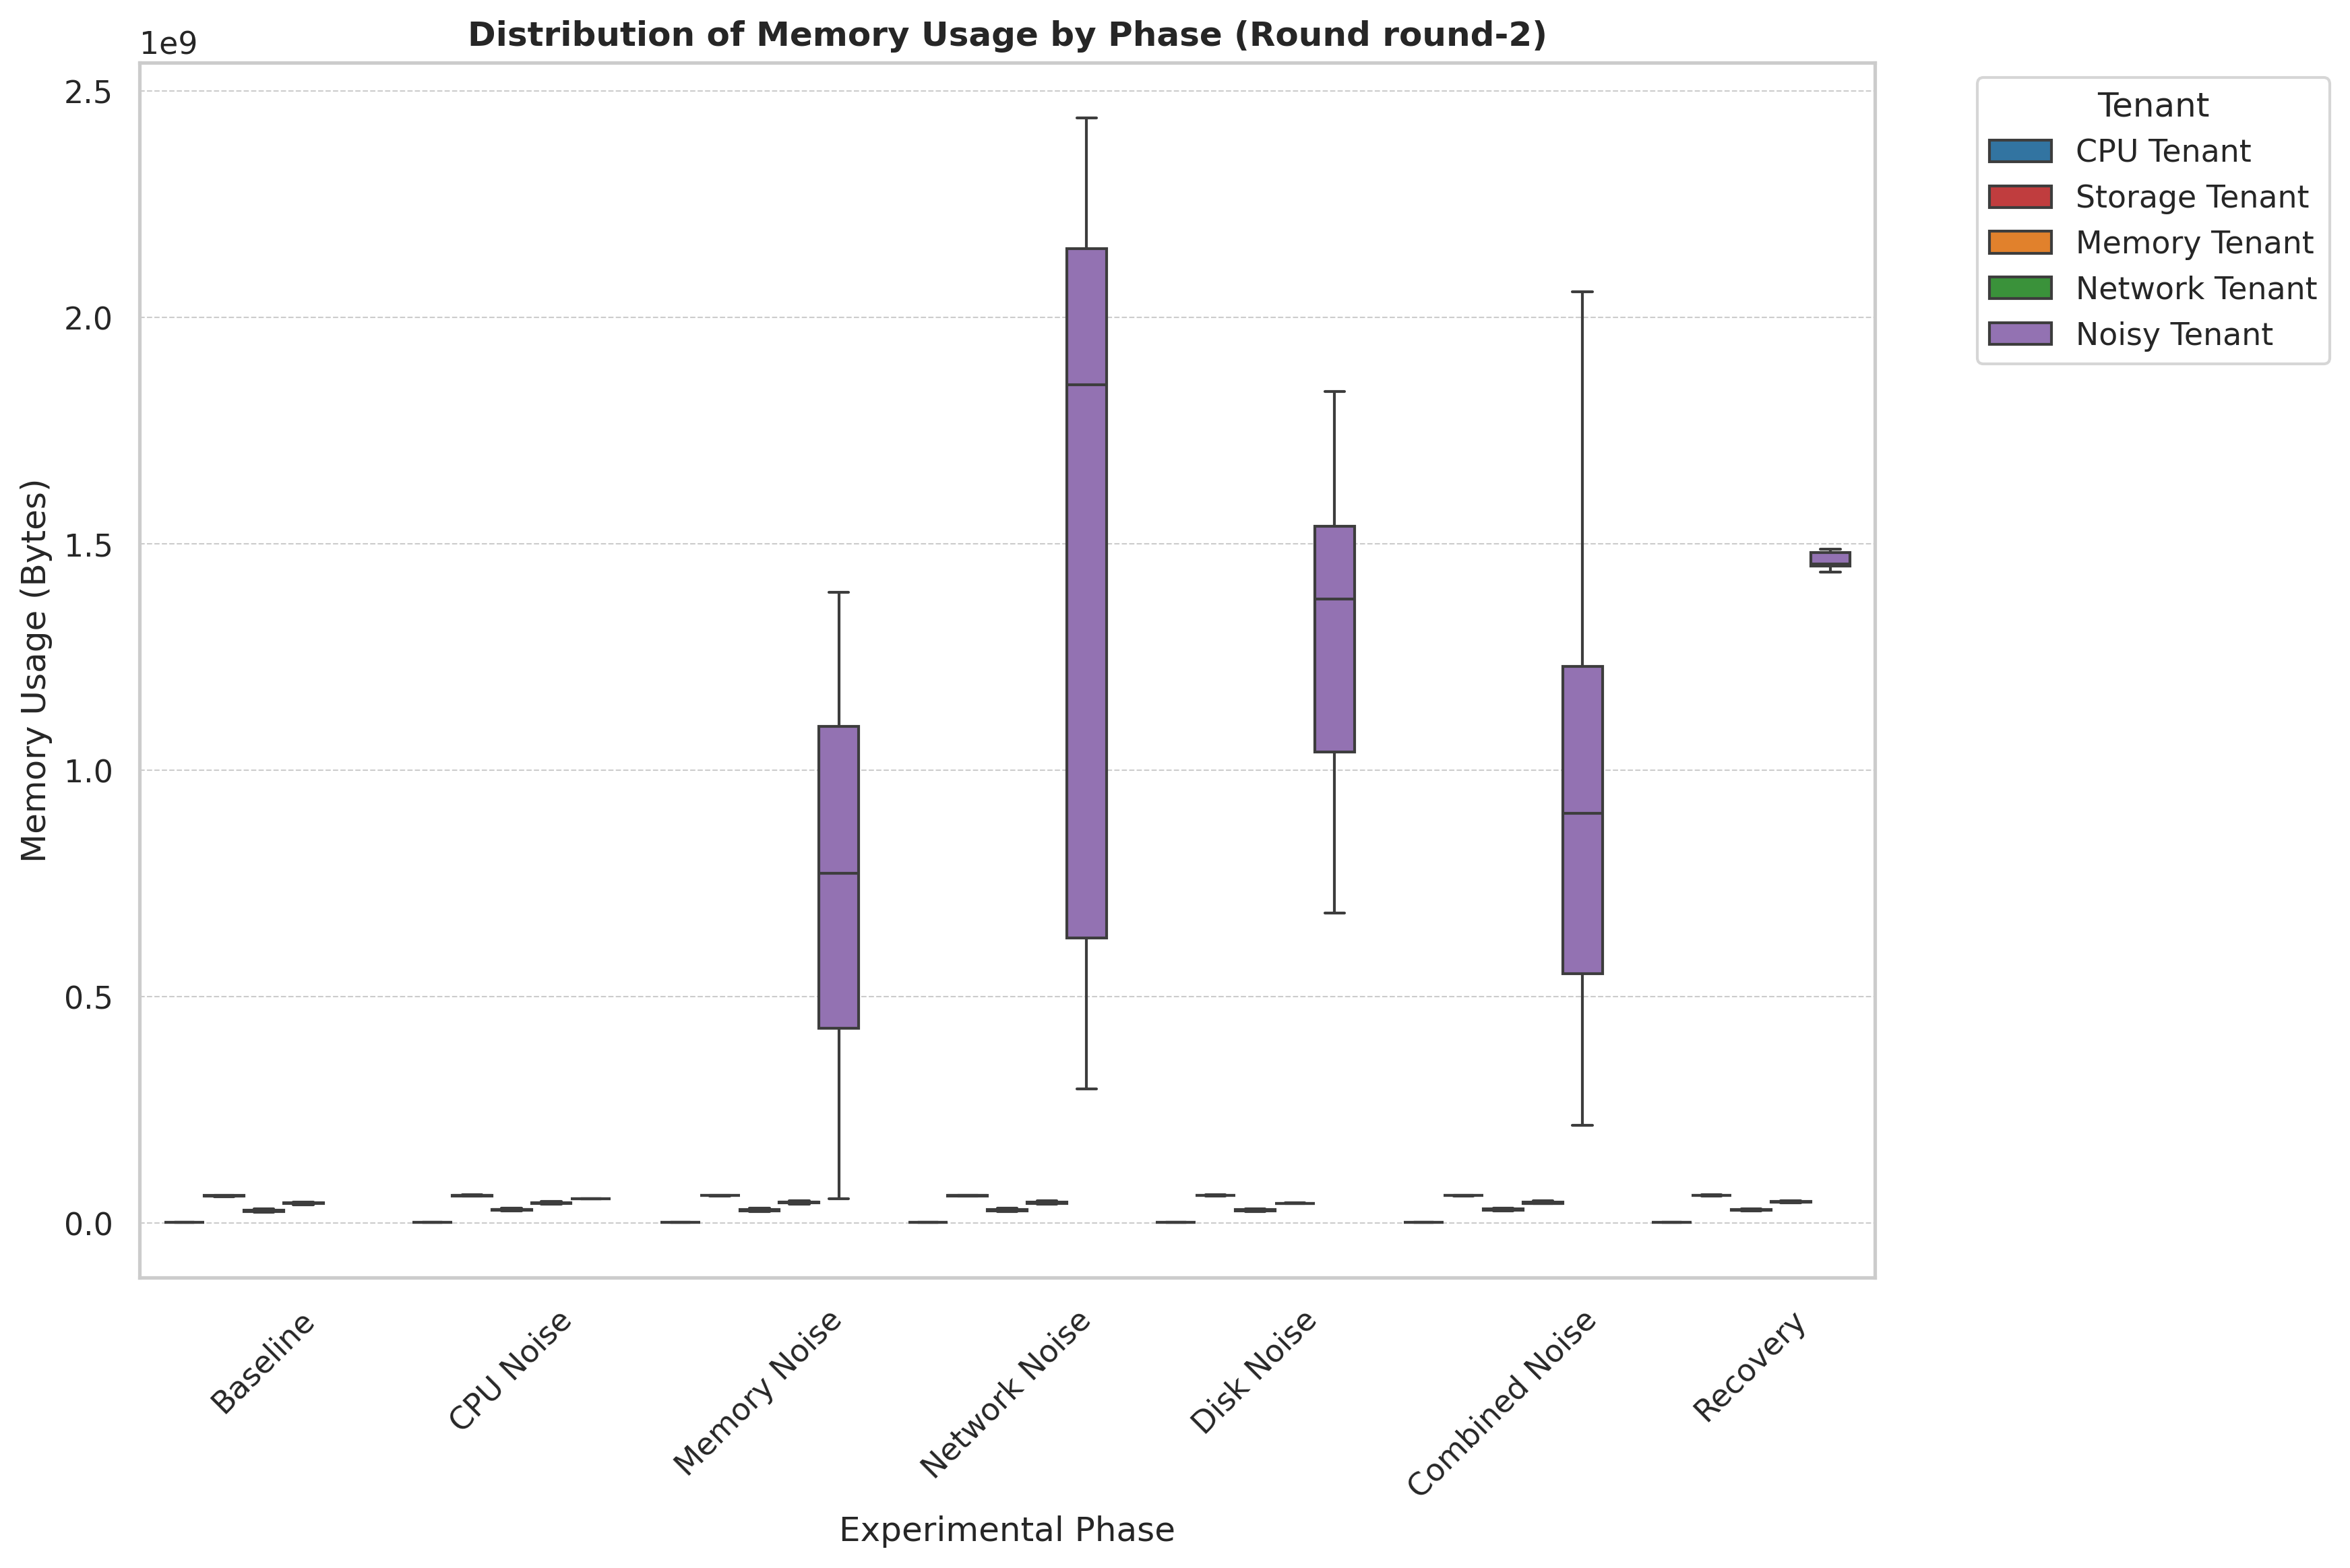 Distribution of Memory Usage by Phase (Round round-2)
1e9
2.5
2.0
1.5
1.0
0.5
0.0
Memory Usage (Bytes)
Baseline
CPU Noise
Memory Noise
Network Noise
Disk Noise
Combined Noise
Recovery
Experimental Phase
Tenant
CPU Tenant
Storage Tenant
Memory Tenant
Network Tenant
Noisy Tenant